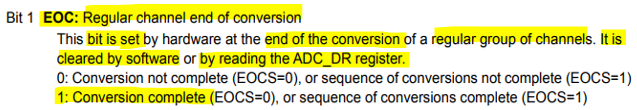 Bit 1 EOC: Regular channel end of conversion
This bit is set by hardware at the end of the conversion of a regular group of channels. It is
cleared by software or by reading the ADC_DR register.
0: Conversion not complete (EOCS=0), or sequence of conversions not complete (EOCS=1)
1: Conversion complete (EOCS=0), or sequence of conversions complete (EOCS=1)